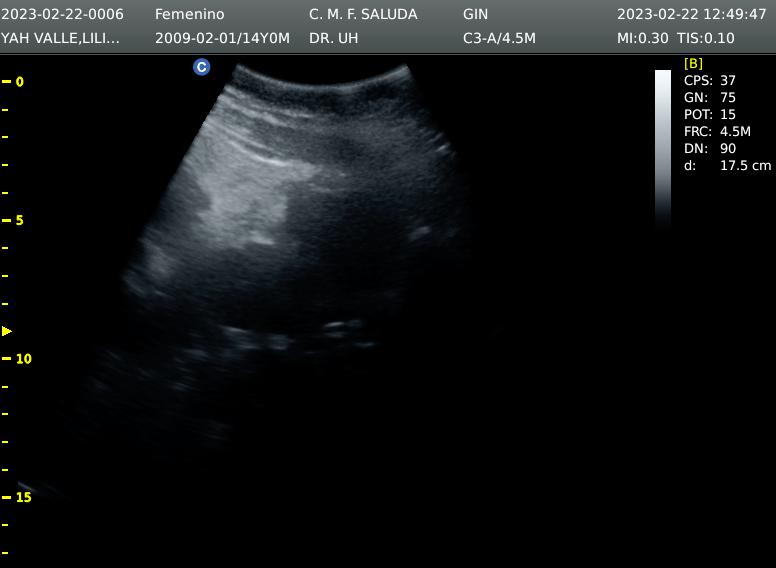 2023-02-22-0006 Femenino C. M. F. SALUDA GIN 2023-02-22 12:49:47
YAH VALLE,LILI... 2009-02-01/14Y0M DR. UH C3-A/4.5M MI:0.30 TIS:0.10
C
[B]
CPS: 37
GN: 75
POT: 15
FRC: 4.5M
DN: 90
d: 17.5 cm
0
5
10
15